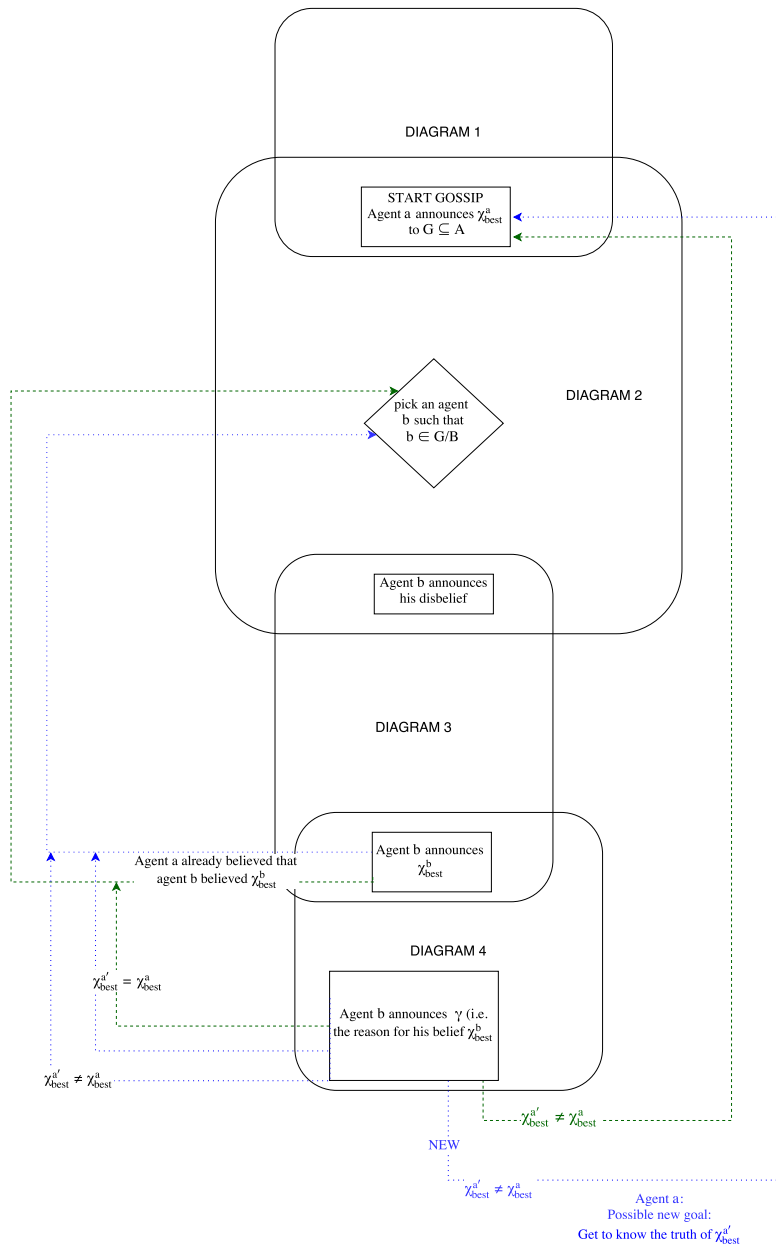 DIAGRAM 1
START GOSSIP
Agent a announces χ^a_best
to G ⊆ A
DIAGRAM 2
pick an agent
b such that
b ∈ G/B
Agent b announces
his disbelief
DIAGRAM 3
Agent b announces
χ^b_best
Agent a already believed that
agent b believed χ^b_best
DIAGRAM 4
χ^a'_best = χ^a_best
Agent b announces γ (i.e.
the reason for his belief χ^b_best
χ^a'_best ≠ χ^a_best
χ^a'_best ≠ χ^a_best
NEW
χ^a'_best ≠ χ^a_best
Agent a:
Possible new goal:
Get to know the truth of χ^a'_best